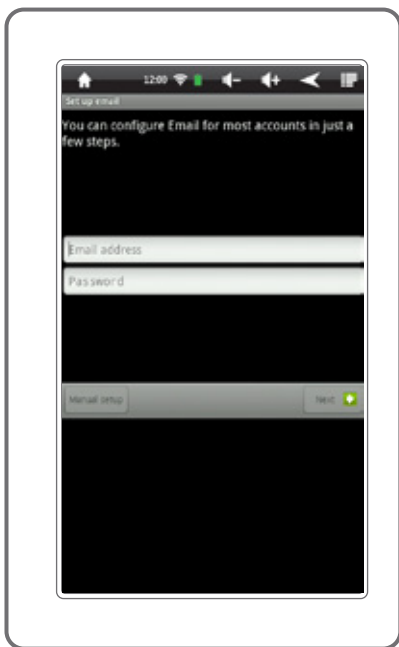 12:00
Set up email
You can configure Email for most accounts in just a
few steps.
Email address
Password
Manual setup
Next